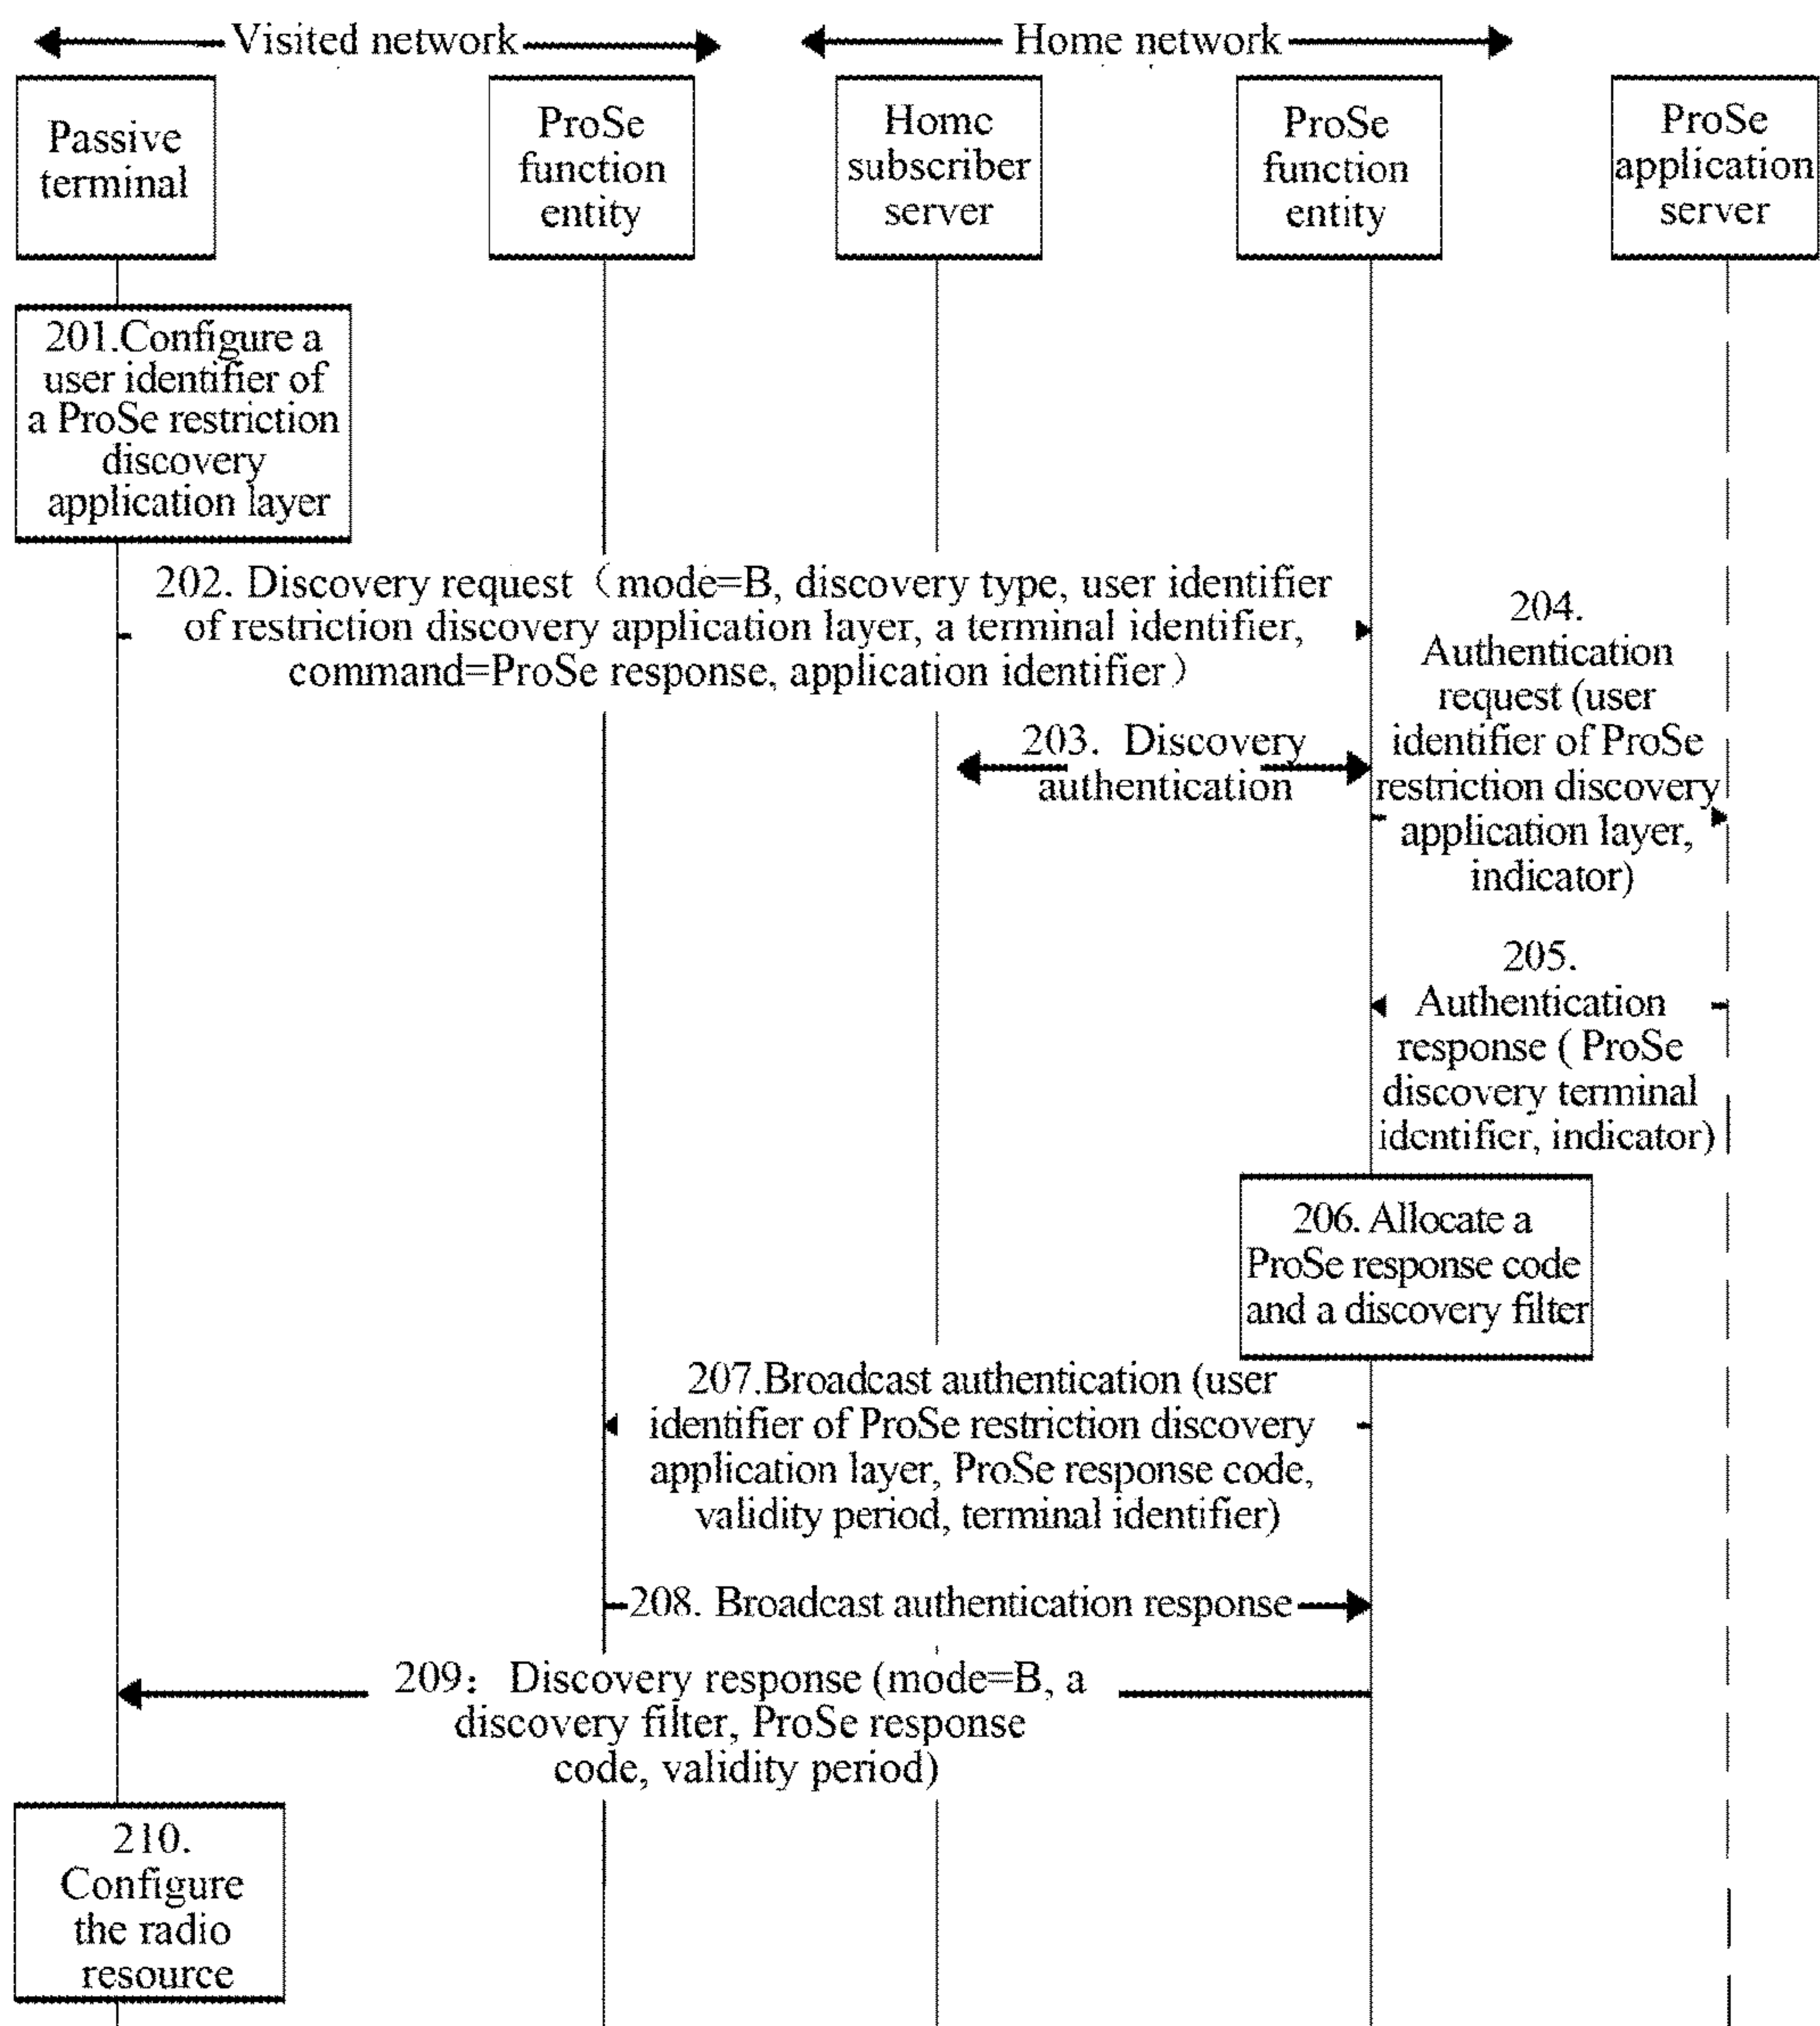 Visited network
Home network
Passive
terminal
ProSe
function
entity
Home
subscriber
server
ProSe
function
entity
ProSe
application
server
201.Configure a
user identifier of
a ProSe restriction
discovery
application layer
202. Discovery request（mode=B, discovery type, user identifier
of restriction discovery application layer, a terminal identifier,
command=ProSe response, application identifier）
203. Discovery
authentication
204.
Authentication
request (user
identifier of ProSe
restriction discovery
application layer,
indicator)
205.
Authentication
response ( ProSe
discovery terminal
identifier, indicator)
206. Allocate a
ProSe response code
and a discovery filter
207.Broadcast authentication (user
identifier of ProSe restriction discovery
application layer, ProSe response code,
validity period, terminal identifier)
208. Broadcast authentication response
209： Discovery response (mode=B, a
discovery filter, ProSe response
code, validity period)
210.
Configure
the radio
resource